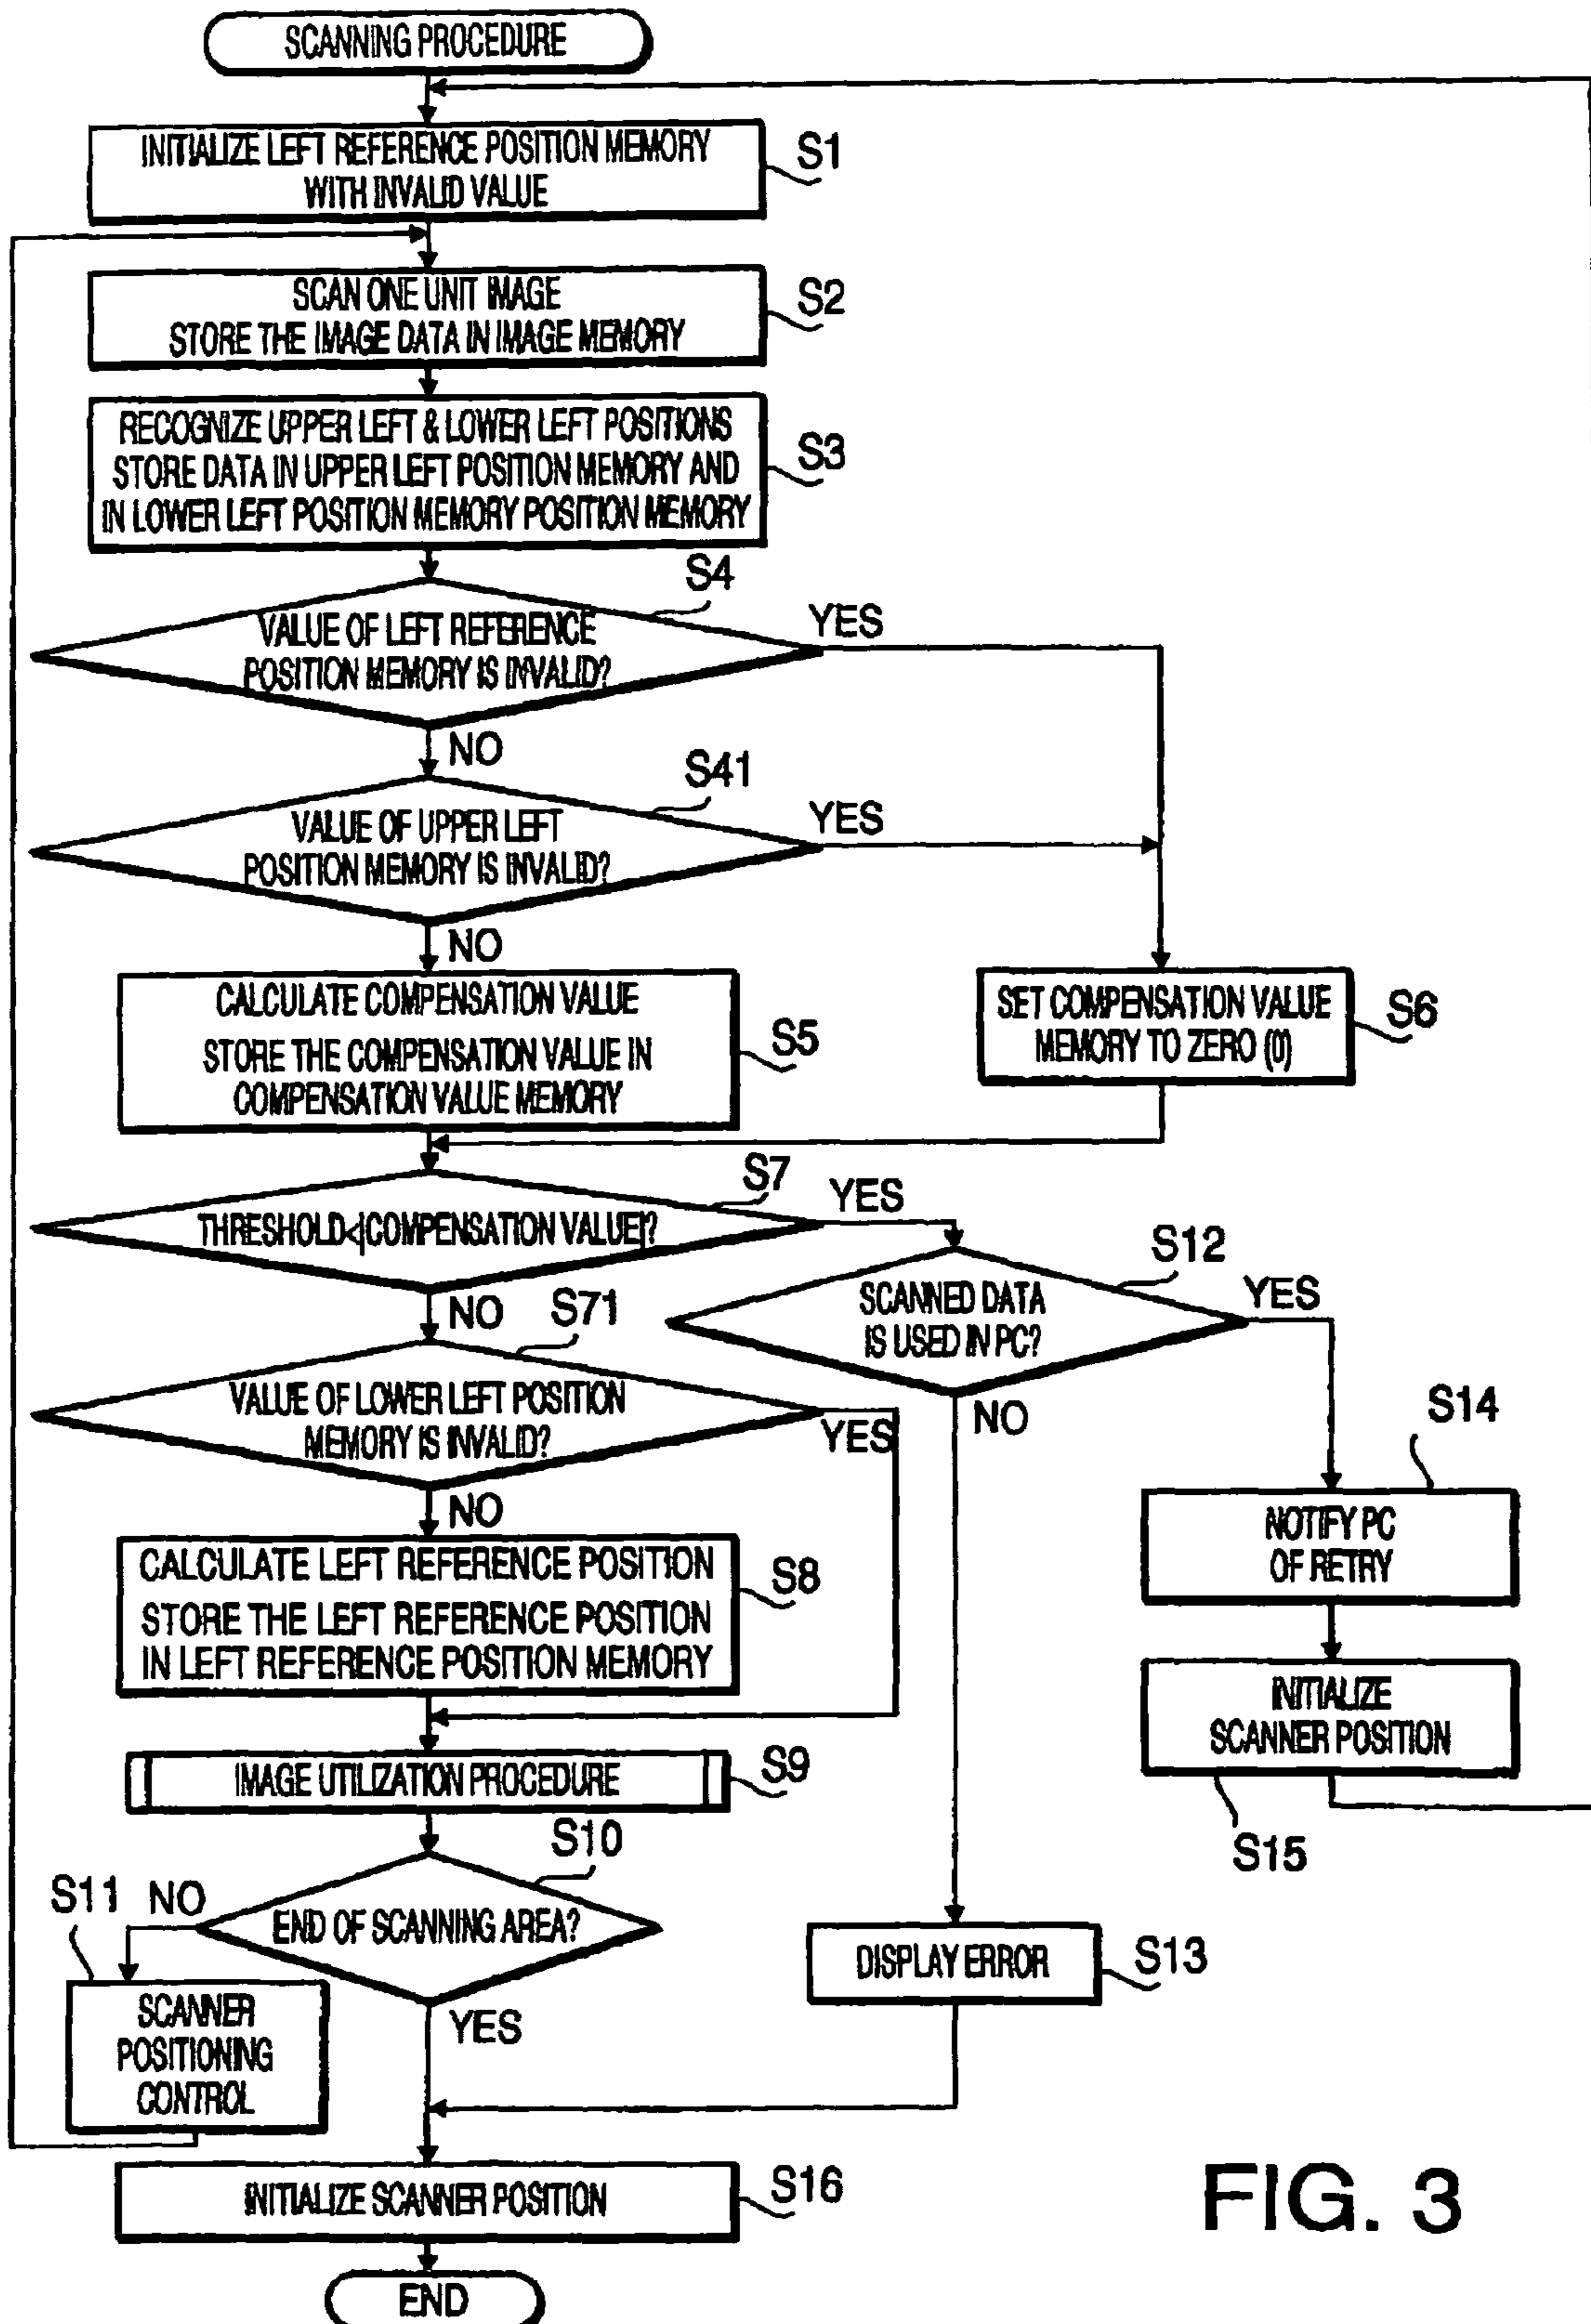 SCANNING PROCEDURE
INITIALIZE LEFT REFERENCE POSITION MEMORY
WITH INVALID VALUE
S1
SCAN ONE UNIT IMAGE
STORE THE IMAGE DATA IN IMAGE MEMORY
S2
RECOGNIZE UPPER LEFT & LOWER LEFT POSITIONS
STORE DATA IN UPPER LEFT POSITION MEMORY AND
IN LOWER LEFT POSITION MEMORY POSITION MEMORY
S3
S4
VALUE OF LEFT REFERENCE
POSITION MEMORY IS INVALID?
YES
NO
S41
VALUE OF UPPER LEFT
POSITION MEMORY IS INVALID?
YES
NO
CALCULATE COMPENSATION VALUE
STORE THE COMPENSATION VALUE IN
COMPENSATION VALUE MEMORY
S5
SET COMPENSATION VALUE
MEMORY TO ZERO (0)
S6
S7
THRESHOLD<|COMPENSATION VALUE|?
YES
NO
S12
SCANNED DATA
IS USED IN PC?
YES
NO
S71
VALUE OF LOWER LEFT POSITION
MEMORY IS INVALID?
YES
NO
S14
NOTIFY PC
OF RETRY
CALCULATE LEFT REFERENCE POSITION
STORE THE LEFT REFERENCE POSITION
IN LEFT REFERENCE POSITION MEMORY
S8
INITIALIZE
SCANNER POSITION
S15
IMAGE UTILIZATION PROCEDURE
S9
S10
END OF SCANNING AREA?
S11
NO
YES
SCANNER
POSITIONING
CONTROL
DISPLAY ERROR
S13
INITIALIZE SCANNER POSITION
S16
END
FIG. 3